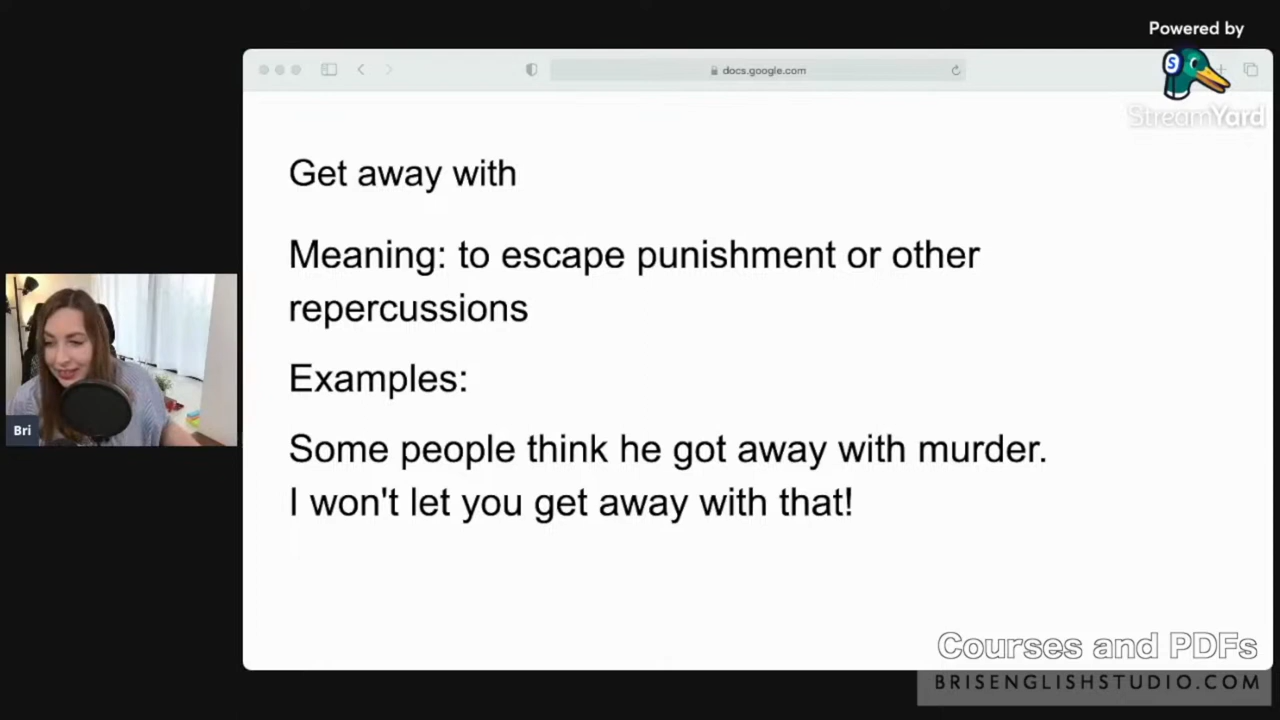 Powered by
docs.google.com
S
StreamYard
Get away with
Meaning: to escape punishment or other
repercussions
Examples:
Some people think he got away with murder.
I won't let you get away with that!
Bri
Courses and PDFs
BRISENGLISHSTUDIO.COM